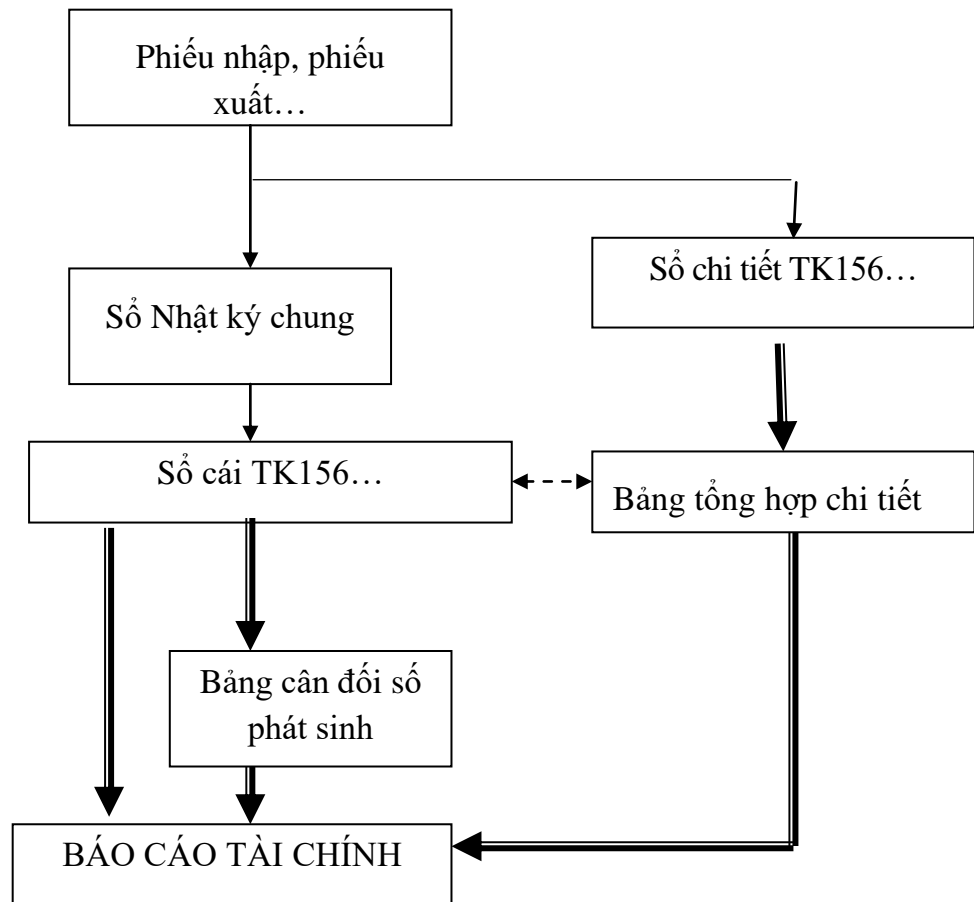 Phiếu nhập, phiếu
xuất…
Sổ chi tiết TK156…
Sổ Nhật ký chung
Sổ cái TK156…
Bảng tổng hợp chi tiết
Bảng cân đối số
phát sinh
BÁO CÁO TÀI CHÍNH